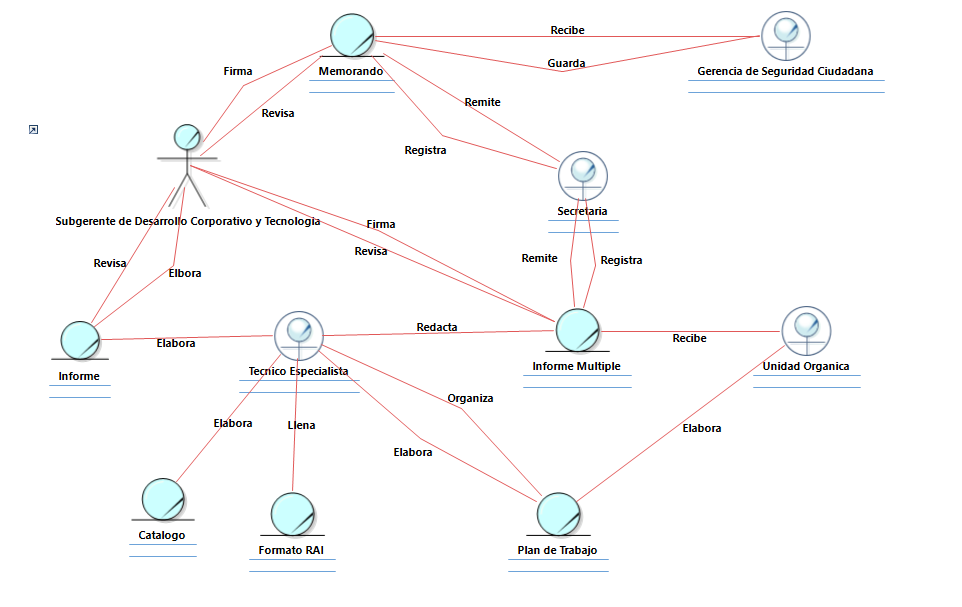 Recibe
Guarda
Memorando
Gerencia de Seguridad Ciudadana
Firma
Revisa
Remite
Registra
Secretaria
Subgerente de Desarrollo Corporativo y Tecnologia
Firma
Revisa
Remite
Registra
Revisa
Elbora
Redacta
Elabora
Recibe
Informe
Tecnico Especialista
Informe Multiple
Unidad Organica
Organiza
Elabora
Llena
Elabora
Elabora
Catalogo
Formato RAI
Plan de Trabajo